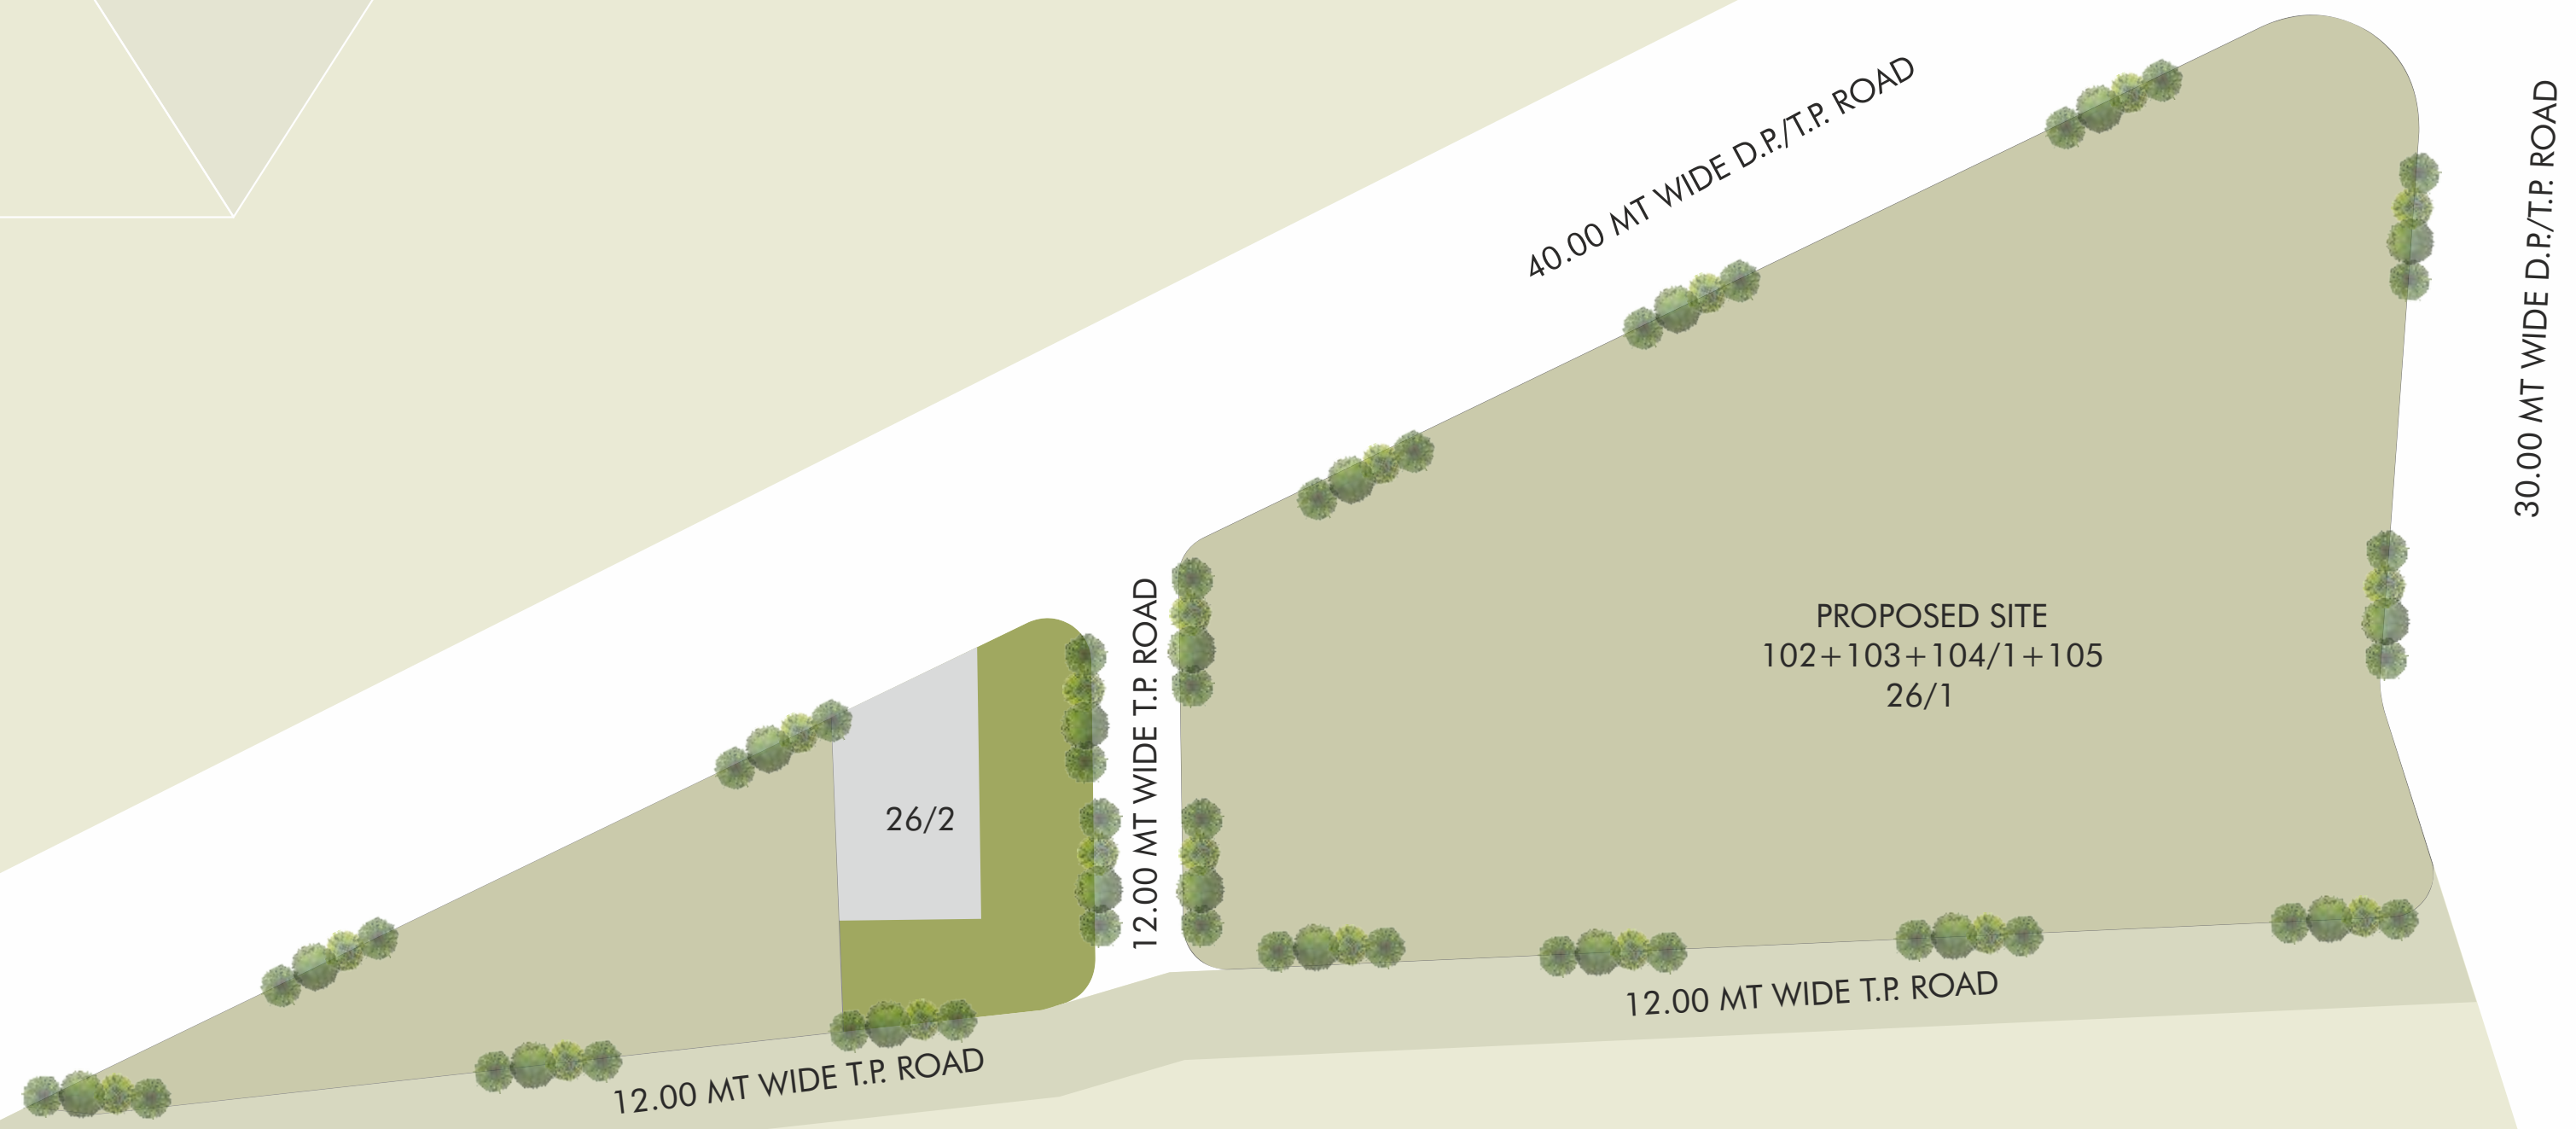 40.00 MT WIDE D.P./T.P. ROAD
30.00 MT WIDE D.P./T.P. ROAD
12.00 MT WIDE T.P. ROAD
PROPOSED SITE
102+103+104/1+105
26/1
26/2
12.00 MT WIDE T.P. ROAD
12.00 MT WIDE T.P. ROAD